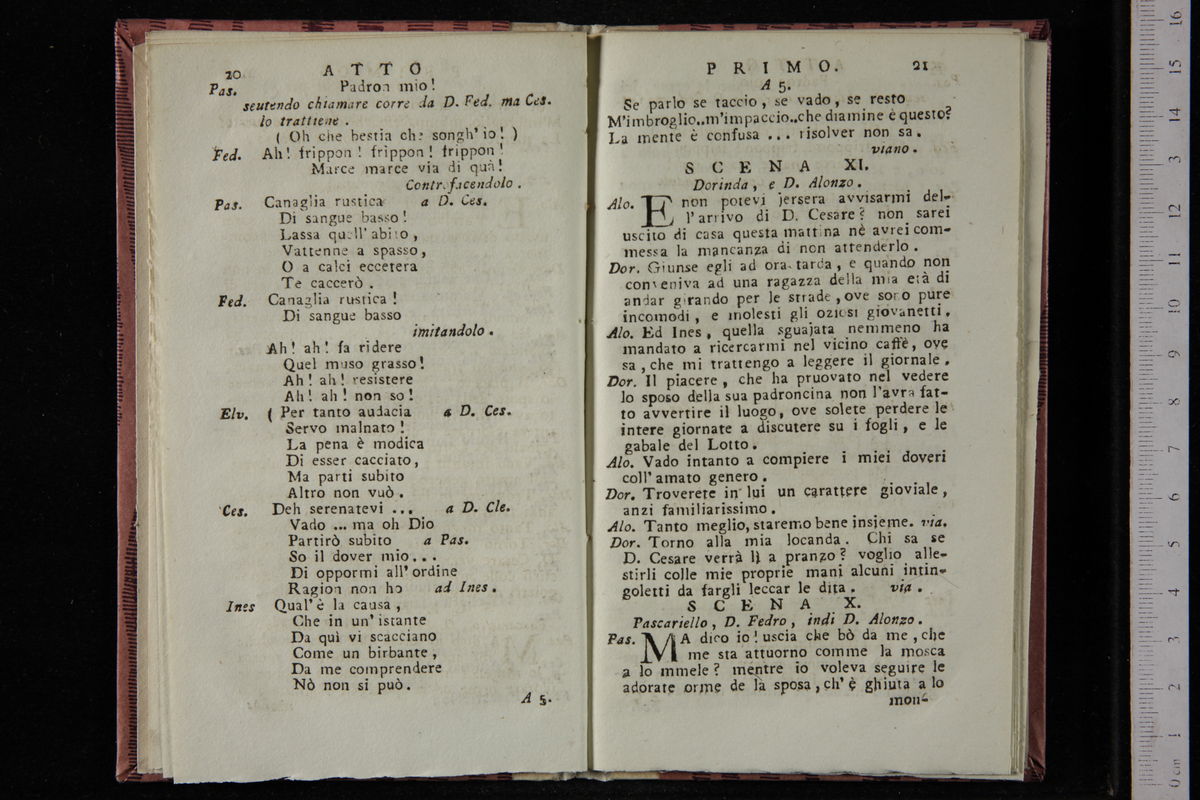 20 ATTO
Pas. Padron mio!
seutendo chiamare corre da D. Fed. ma Ces.
lo trattiene.
( Oh che bestia che songh' io! )
Fed. Ah! frippon! frippon! frippon!
Marce marce via di quà!
Contrafacendolo.
Pas. Canaglia rustica a D. Ces.
Di sangue basso!
Lassa quell' abito,
Vattenne a spasso,
O a calci eccetera
Te caccerò.
Fed. Canaglia rustica!
Di sangue basso
imitandolo.
Ah! ah! fa ridere
Quel muso grasso!
Ah! ah! resistere
Ah! ah! non so!
Elv. ( Per tanto audacia a D. Ces.
Servo malnato!
La pena è modica
Di esser cacciato,
Ma parti subito
Altro non vuò.
Ces. Deh serenatevi ... a D. Cle.
Vado ... ma oh Dio
Partirò subito a Pas.
So il dover mio...
Di oppormi all' ordine
Ragion non ho ad Ines.
Ines Qual' è la causa,
Che in un' istante
Da quì vi scacciano
Come un birbante,
Da me comprendere
Nò non si può.
A 5.
PRIMO. 21
A 5.
Se parlo se taccio, se vado, se resto
M'imbroglio..m'impaccio..che diamine è questo?
La mente è confusa ... risolver non sa.
viano.
SCENA XI.
Dorinda, e D. Alonzo.
Alo. E non potevi jersera avvisarmi del-
l'arrivo di D. Cesare? non sarei
uscito di casa questa mattina nè avrei com-
messa la mancanza di non attenderlo.
Dor. Giunse egli ad ora tarda, e quando non
conveniva ad una ragazza della mia età di
andar girando per le strade, ove sono pure
incomodi, e molesti gli oziosi giovanetti.
Alo. Ed Ines, quella sguajata nemmeno ha
mandato a ricercarmi nel vicino caffè, ove
sa, che mi trattengo a leggere il giornale.
Dor. Il piacere, che ha pruovato nel vedere
lo sposo della sua padroncina non l'avra fat-
to avvertire il luogo, ove solete perdere le
intere giornate a discutere su i fogli, e le
gabale del Lotto.
Alo. Vado intanto a compiere i miei doveri
coll' amato genero.
Dor. Troverete in lui un carattere gioviale,
anzi familiarissimo.
Alo. Tanto meglio, staremo bene insieme. via.
Dor. Torno alla mia locanda. Chi sa se
D. Cesare verrà lì a pranzo? voglio alle-
stirli colle mie proprie mani alcuni intin-
goletti da fargli leccar le dita. via.
SCENA X.
Pascariello, D. Fedro, indi D. Alonzo.
Pas. MA dico io! uscia che bò da me, che
me sta attuorno comme la mosca
a lo mmele? mentre io voleva seguire le
adorate orme de la sposa, ch' è ghiuta a lo
mon-